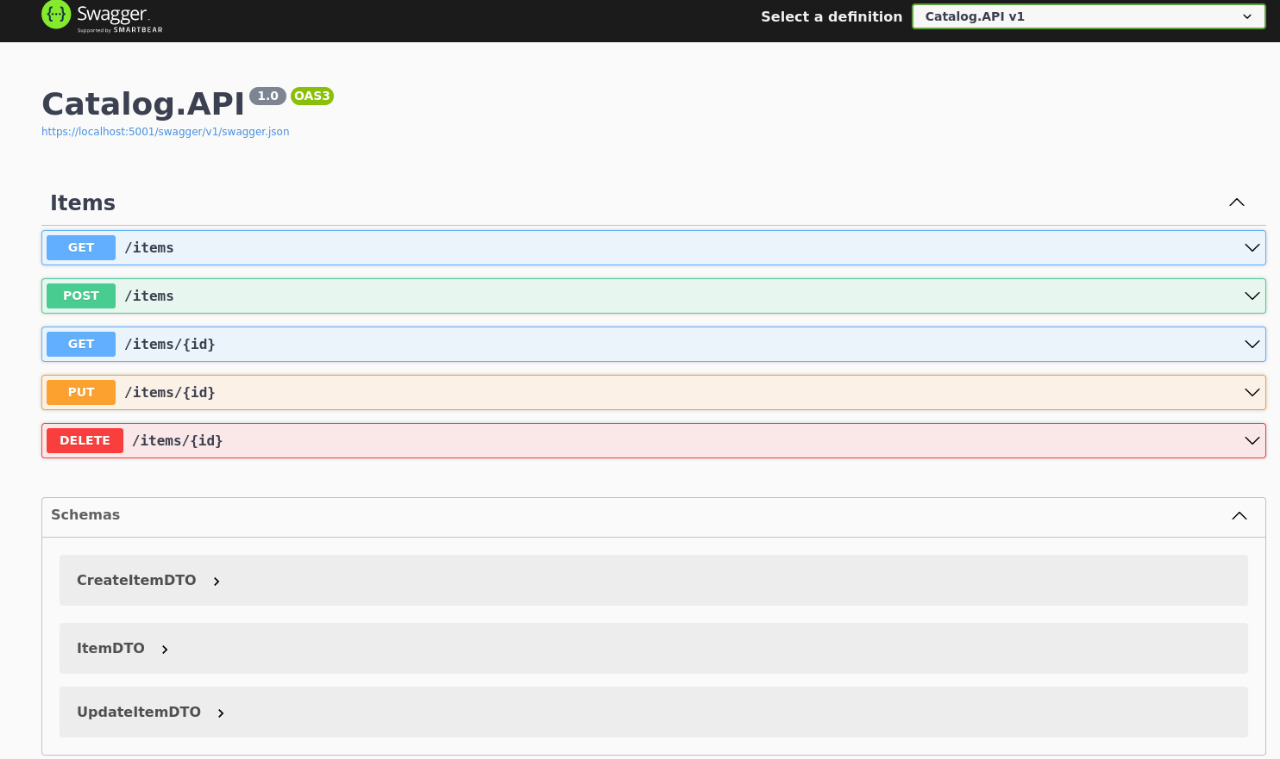 Swagger.
Supported by SMARTBEAR
Select a definition
Catalog.API v1
Catalog.API 1.0 OAS3
https://localhost:5001/swagger/v1/swagger.json
Items
GET /items
POST /items
GET /items/{id}
PUT /items/{id}
DELETE /items/{id}
Schemas
CreateItemDTO
ItemDTO
UpdateItemDTO